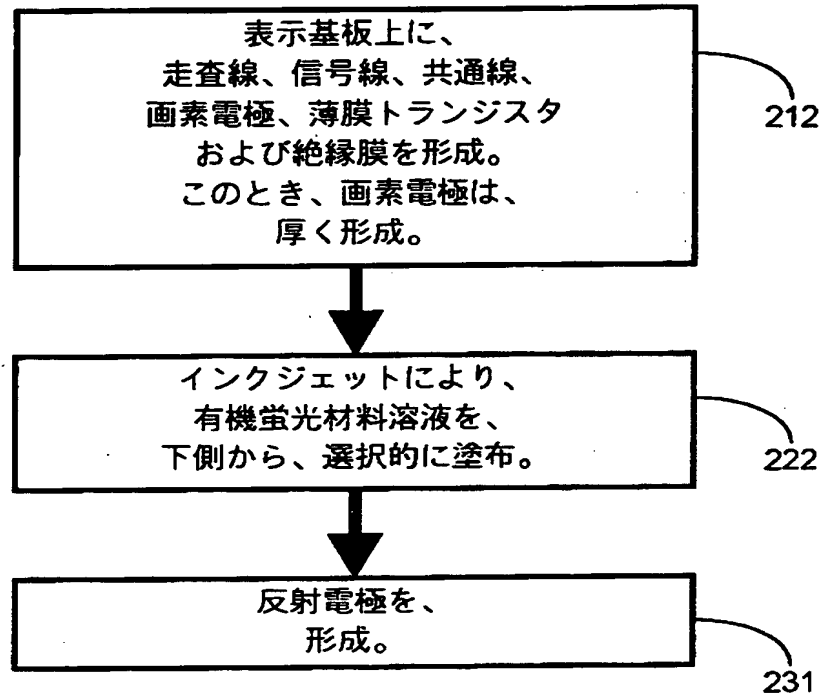 表示基板上に、
走査線、信号線、共通線、
画素電極、薄膜トランジスタ
および絶縁膜を形成。
このとき、画素電極は、
厚く形成。
212
インクジェットにより、
有機蛍光材料溶液を、
下側から、選択的に塗布。
222
反射電極を、
形成。
231